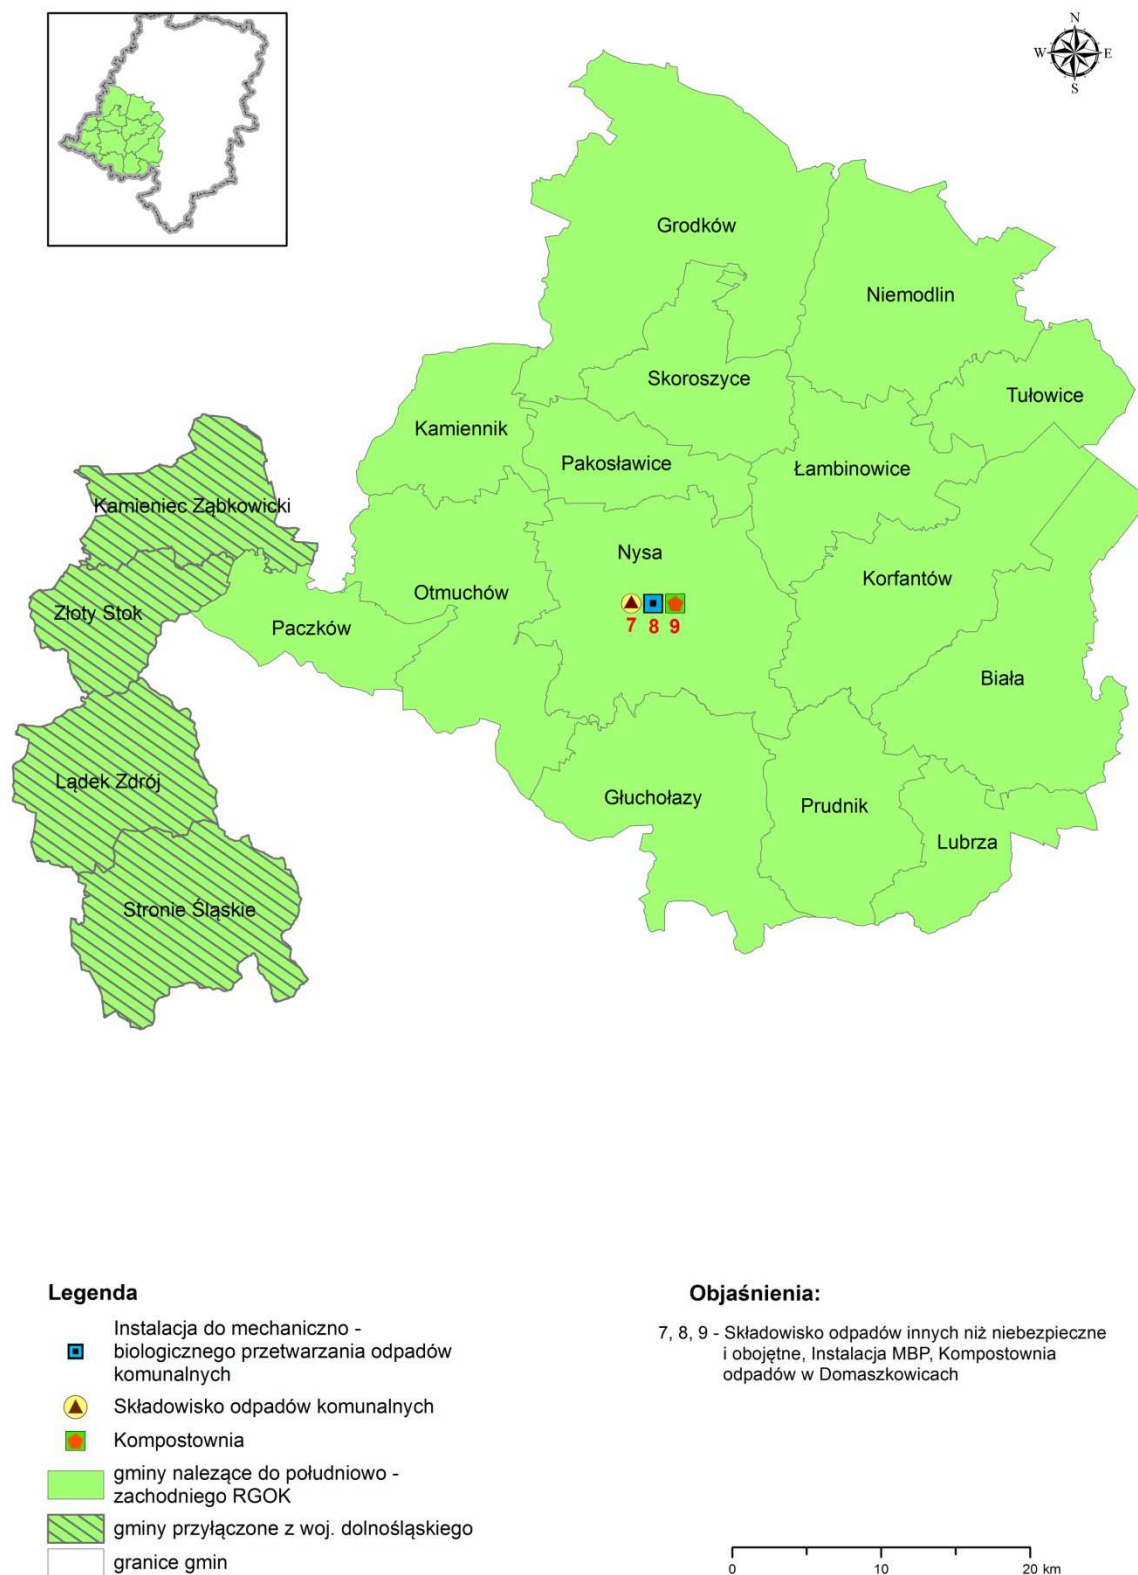 N
W E
S
Grodków
Niemodlin
Skoroszyce
Tułowice
Kamiennik
Pakosławice
Łambinowice
Kamieniec Ząbkowicki
Nysa
Korfantów
Otmuchów
Złoty Stok
Paczków
7 8 9
Biała
Lądek Zdrój
Głuchołazy
Prudnik
Lubrza
Stronie Śląskie
Legenda
Instalacja do mechaniczno -
biologicznego przetwarzania odpadów
komunalnych
Składowisko odpadów komunalnych
Kompostownia
gminy nalezące do południowo -
zachodniego RGOK
gminy przyłączone z woj. dolnośląskiego
granice gmin
Objaśnienia:
7, 8, 9 - Składowisko odpadów innych niż niebezpieczne
i obojętne, Instalacja MBP, Kompostownia
odpadów w Domaszkowicach
0 10 20 km